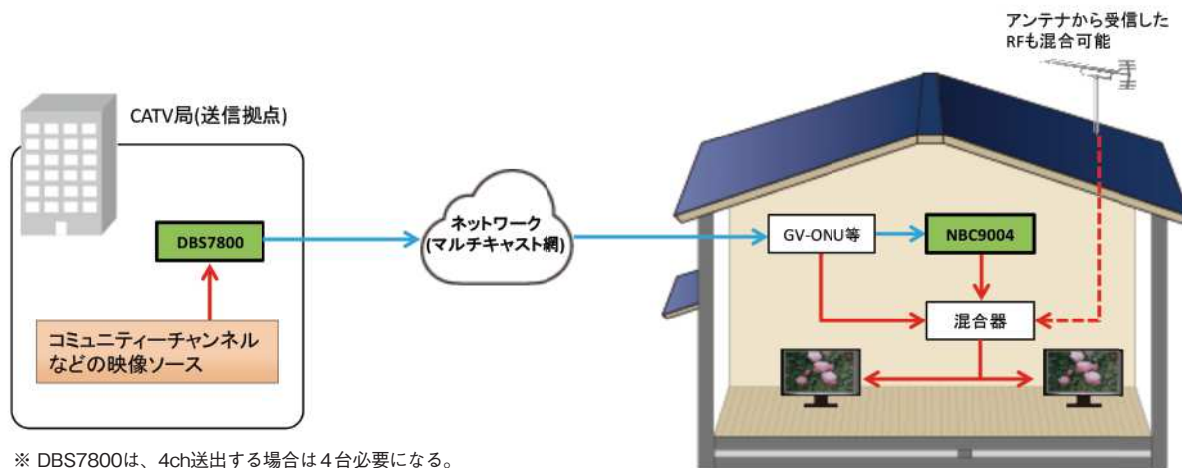 アンテナから受信した
RFも混合可能
CATV局(送信拠点)
DBS7800
ネットワーク
(マルチキャスト網)
GV-ONU等
NBC9004
混合器
コミュニティーチャンネル
などの映像ソース
※ DBS7800は、4ch送出する場合は４台必要になる。